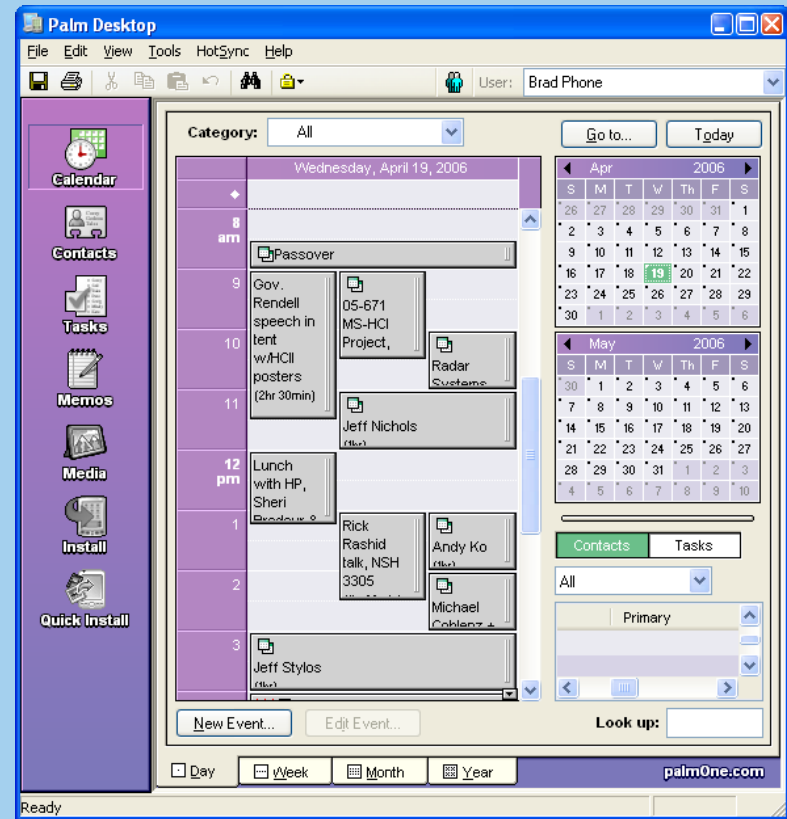 Palm Desktop
File Edit View Tools HotSync Help
User: Brad Phone
Category: All
Go to... Today
Calendar
Contacts
Tasks
Memos
Media
Install
Quick Install
Wednesday, April 19, 2006
8 am
Passover
9
Gov.
Rendell
speech in
tent
w/HCII
posters
(2hr 30min)
05-671
MS-HCI
Project,
10
Radar
Systems
11
Jeff Nichols
(1hr)
12 pm
Lunch
with HP,
Sheri
1
Rick
Rashid
talk, NSH
3305
Andy Ko
(1hr)
2
Michael
Coblenz +
3
Jeff Stylos
(1hr)
Apr 2006
S M T W Th F S
26 27 28 29 30 31 1
2 3 4 5 6 7 8
9 10 11 12 13 14 15
16 17 18 19 20 21 22
23 24 25 26 27 28 29
30 1 2 3 4 5 6
May 2006
S M T W Th F S
30 1 2 3 4 5 6
7 8 9 10 11 12 13
14 15 16 17 18 19 20
21 22 23 24 25 26 27
28 29 30 31 1 2 3
4 5 6 7 8 9 10
Contacts Tasks
All
Primary
Look up:
New Event... Edit Event...
Day Week Month Year
palmOne.com
Ready